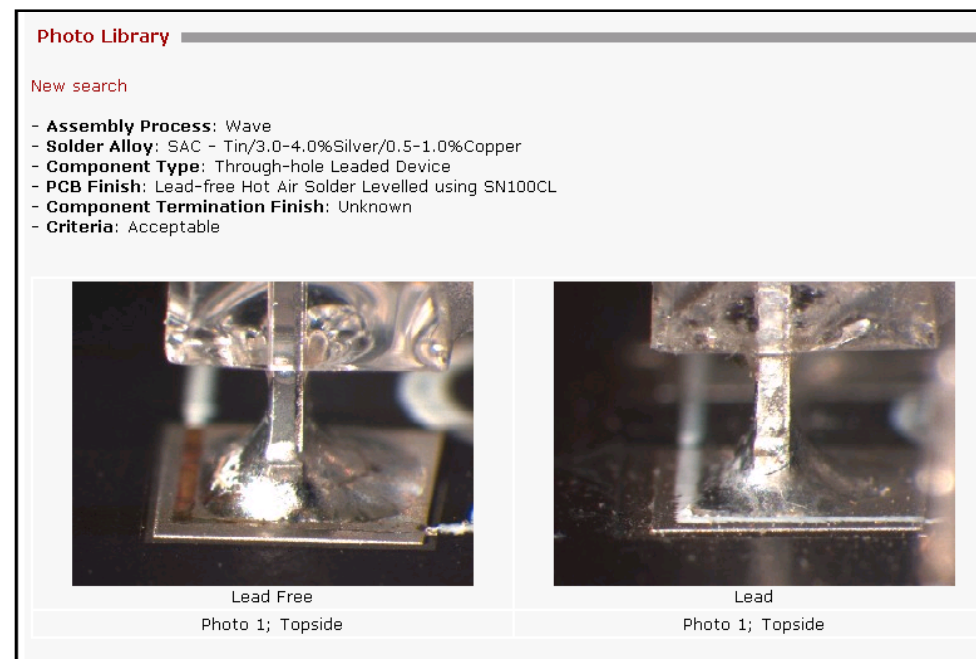 Photo Library
New search
- Assembly Process: Wave
- Solder Alloy: SAC - Tin/3.0-4.0%Silver/0.5-1.0%Copper
- Component Type: Through-hole Leaded Device
- PCB Finish: Lead-free Hot Air Solder Levelled using SN100CL
- Component Termination Finish: Unknown
- Criteria: Acceptable
Lead Free
Lead
Photo 1; Topside
Photo 1; Topside